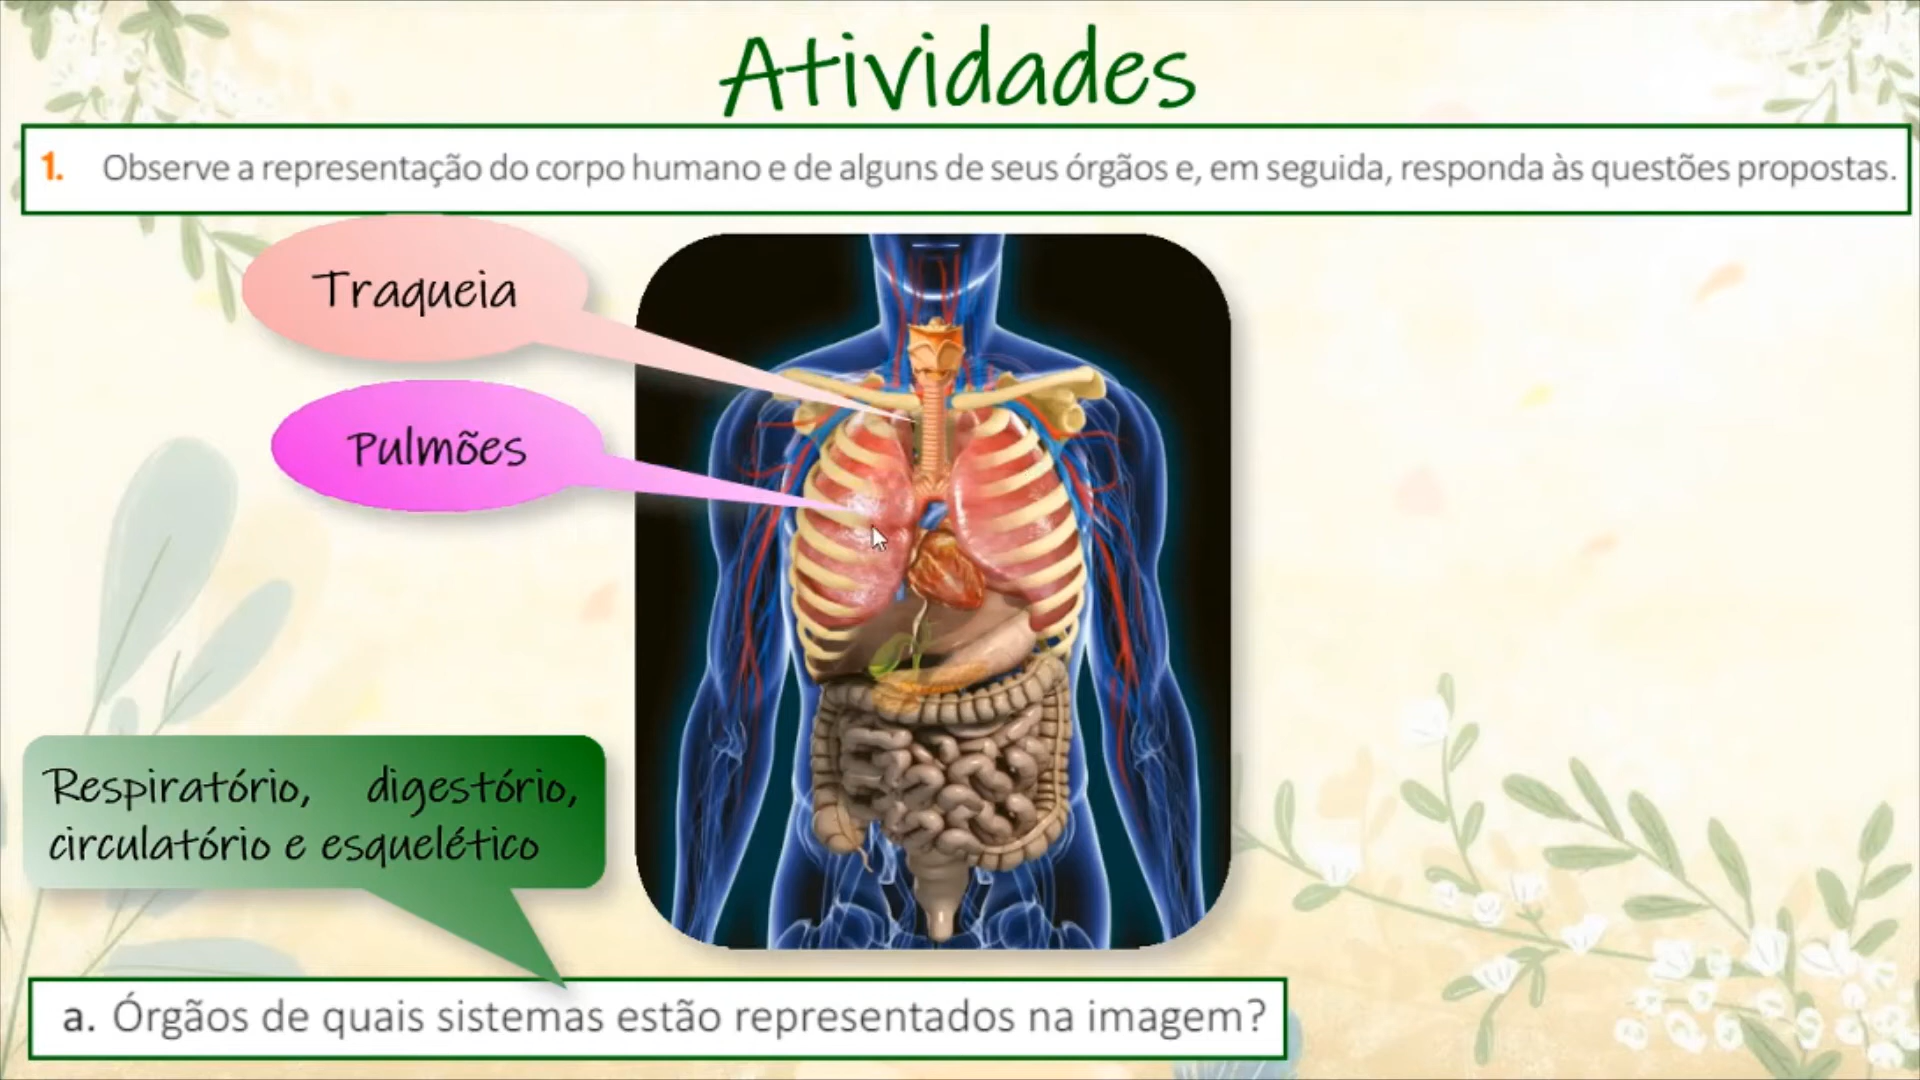 Atividades
1. Observe a representação do corpo humano e de alguns de seus órgãos e, em seguida, responda às questões propostas.
Traqueia
Pulmões
Respiratório, digestório,
circulatório e esquelético
a. Órgãos de quais sistemas estão representados na imagem?